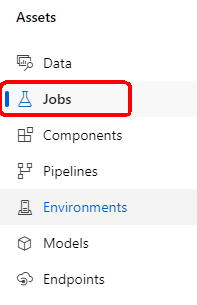 Assets
Data
Jobs
Components
Pipelines
Environments
Models
Endpoints